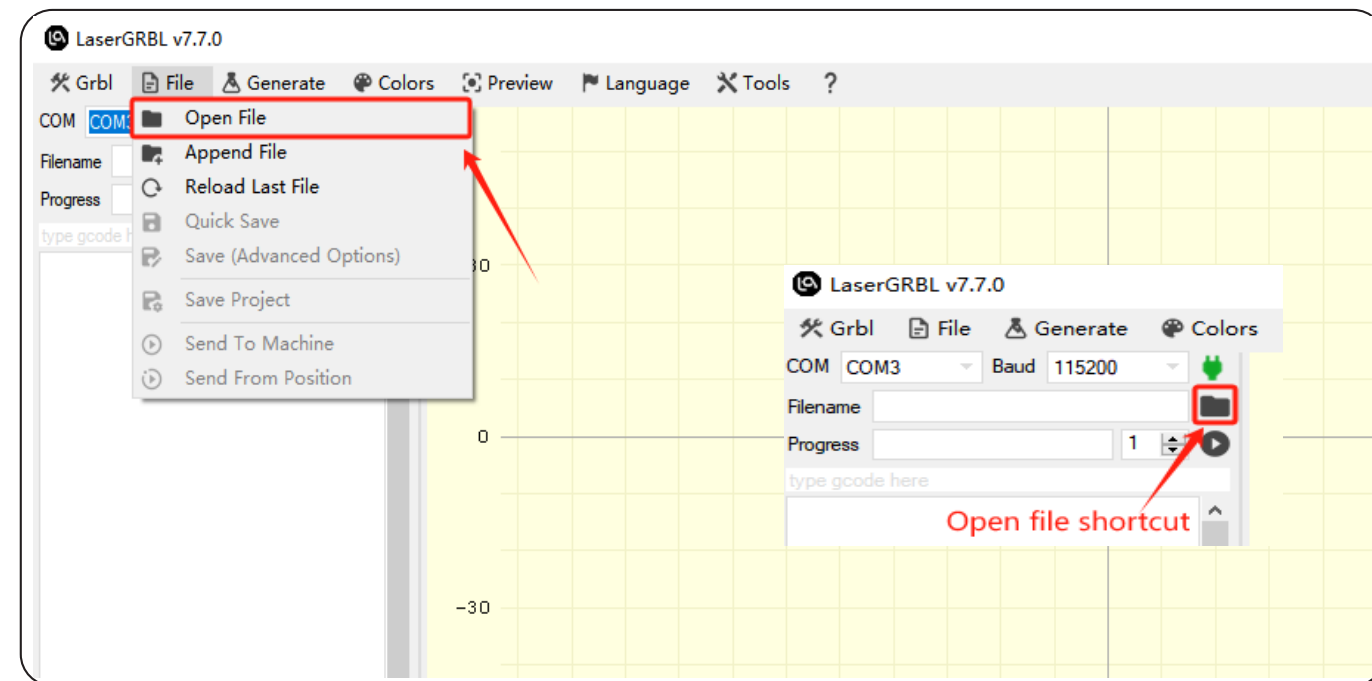 LaserGRBL v7.7.0
Grbl File Generate Colors Preview Language Tools ?
COM COM3
Open File
Filename
Append File
Progress
Reload Last File
Quick Save
type gcode
Save (Advanced Options)
Save Project
Send To Machine
Send From Position
0
-30
LaserGRBL v7.7.0
Grbl File Generate Colors
COM COM3 Baud 115200
Filename
Progress 1
type gcode here
Open file shortcut